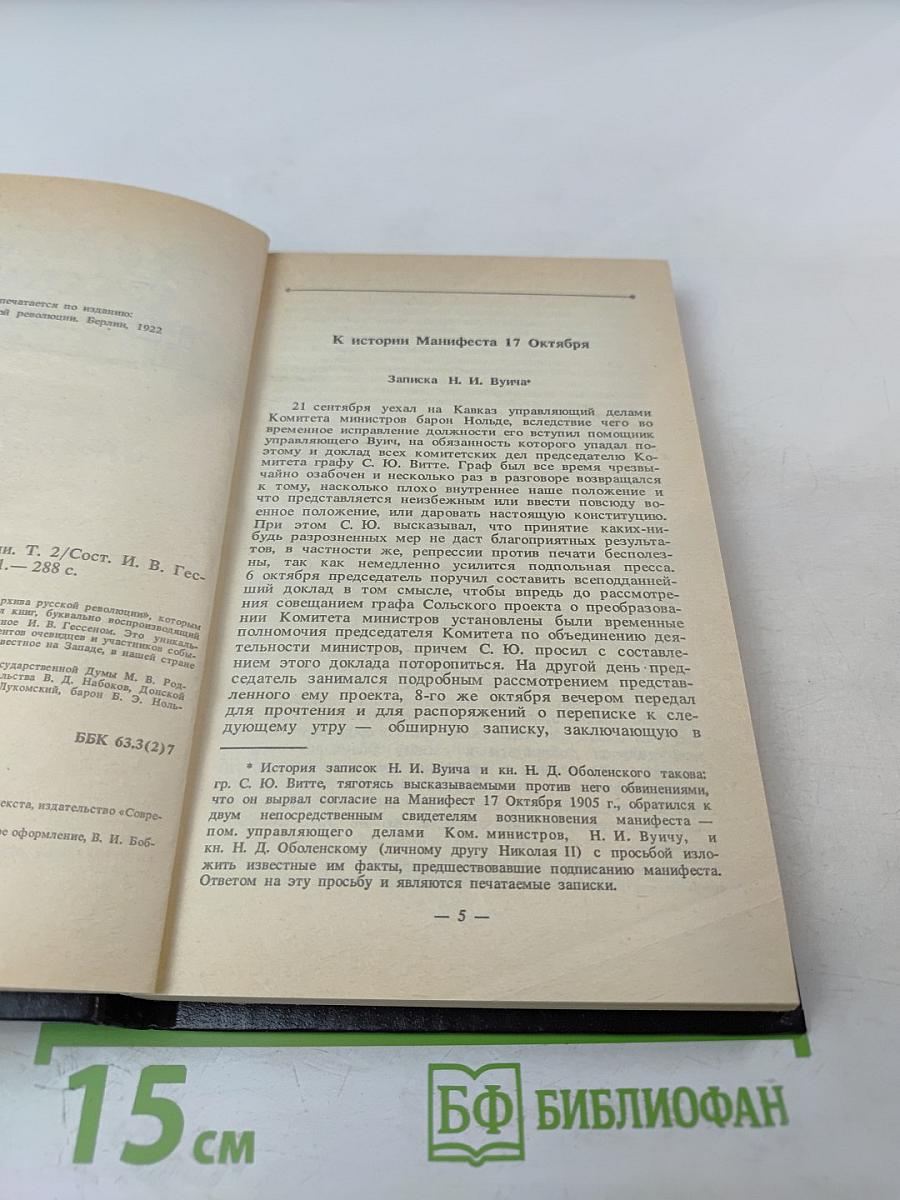 печатается по изданию:
ой революции. Берлин, 1922
ии. Т. 2/Сост. И. В. Гес-
1.— 288 с.
рхива русской революции», которым
л книг, буквально воспроизводящий
нное И. В. Гессеном. Это уникаль-
ентов очевидцев и участников собы-
вестное на Западе, в нашей стране
сударственной Думы М. В. Род-
льства В. Д. Набоков, Донской
Лукомский, барон Б. Э. Ноль-
ББК 63.3(2)7
екста, издательство «Совре-
ое оформление, В. И. Боб-
К истории Манифеста 17 Октября
Записка Н. И. Вуича*
21 сентября уехал на Кавказ управляющий делами
Комитета министров барон Нольде, вследствие чего во
временное исправление должности его вступил помощник
управляющего Вуич, на обязанность которого упадал по-
этому и доклад всех комитетских дел председателю Ко-
митета графу С. Ю. Витте. Граф был все время чрезвы-
чайно озабочен и несколько раз в разговоре возвращался
к тому, насколько плохо внутреннее наше положение и
что представляется неизбежным или ввести повсюду во-
енное положение, или даровать настоящую конституцию.
При этом С. Ю. высказывал, что принятие каких-ни-
будь разрозненных мер не даст благоприятных результа-
тов, в частности же, репрессии против печати бесполез-
ны, так как немедленно усилится подпольная пресса.
6 октября председатель поручил составить всеподданней-
ший доклад в том смысле, чтобы впредь до рассмотре-
ния совещанием графа Сольского проекта о преобразова-
нии Комитета министров установлены были временные
полномочия председателя Комитета по объединению дея-
тельности министров, причем С. Ю. просил с составле-
нием этого доклада поторопиться. На другой день пред-
седатель занимался подробным рассмотрением представ-
ленного ему проекта, 8-го же октября вечером передал
для прочтения и для распоряжений о переписке к сле-
дующему утру — обширную записку, заключающую в
* История записок Н. И. Вуича и кн. Н. Д. Оболенского такова:
гр. С. Ю. Витте, тяготясь высказываемыми против него обвинениями,
что он вырвал согласие на Манифест 17 Октября 1905 г., обратился к
двум непосредственным свидетелям возникновения манифеста —
пом. управляющего делами Ком. министров, Н. И. Вуичу, и
кн. Н. Д. Оболенскому (личному другу Николая II) с просьбой изло-
жить известные им факты, предшествовавшие подписанию манифеста.
Ответом на эту просьбу и являются печатаемые записки.
— 5 —
15 см
БФ БИБЛИОФАН